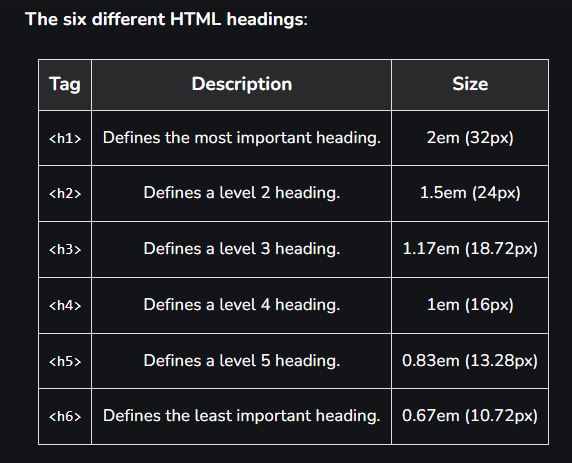 The six different HTML headings:
Tag Description Size
<h1> Defines the most important heading. 2em (32px)
<h2> Defines a level 2 heading. 1.5em (24px)
<h3> Defines a level 3 heading. 1.17em (18.72px)
<h4> Defines a level 4 heading. 1em (16px)
<h5> Defines a level 5 heading. 0.83em (13.28px)
<h6> Defines the least important heading. 0.67em (10.72px)